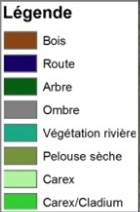 Légende
Bois
Route
Arbre
Ombre
Végétation rivière
Pelouse sèche
Carex
Carex/Cladium